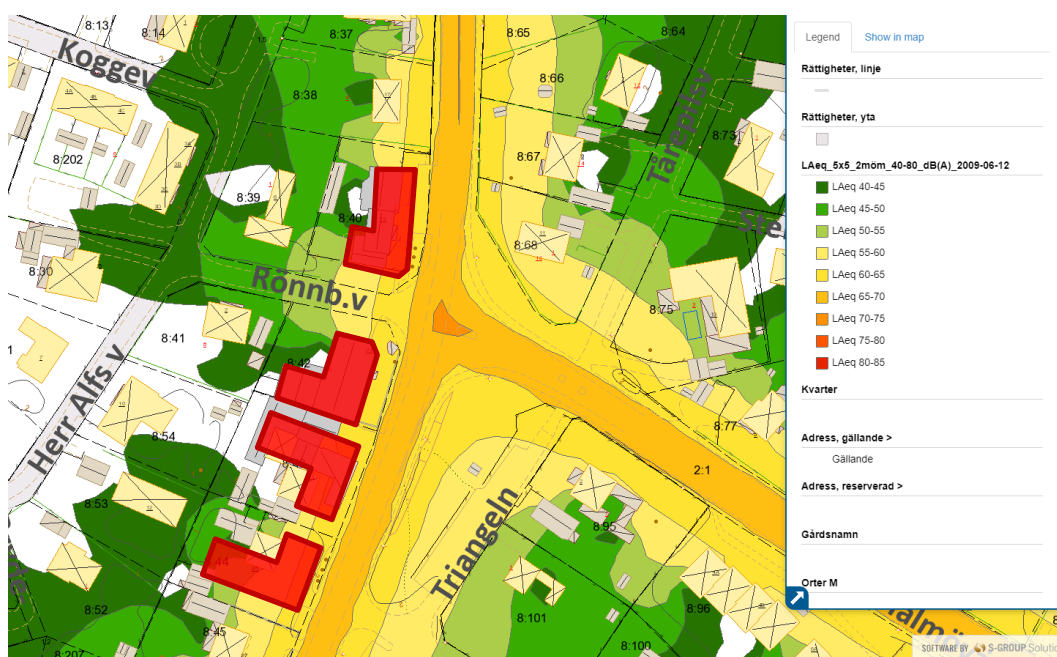 8:13
8:14
Koggev
8:37
8:65
8:64
8:66
8:38
8:202
8:67
8:73
Tårepilsv
8:39
8:40
8:68
8:30
Rönnb.v
8:75
8:41
8:42
Herr Alfs v
8:54
8:77
2:1
8:53
Triangeln
8:95
8:44
8:52
8:101
8:96
8:45
8:100
8:207
Legend
Show in map
Rättigheter, linje
Rättigheter, yta
LAeq_5x5_2möm_40-80_dB(A)_2009-06-12
LAeq 40-45
LAeq 45-50
LAeq 50-55
LAeq 55-60
LAeq 60-65
LAeq 65-70
LAeq 70-75
LAeq 75-80
LAeq 80-85
Kvarter
Adress, gällande >
Gällande
Adress, reserverad >
Gårdsnamn
Orter M
SOFTWARE BY S-GROUP Solutio